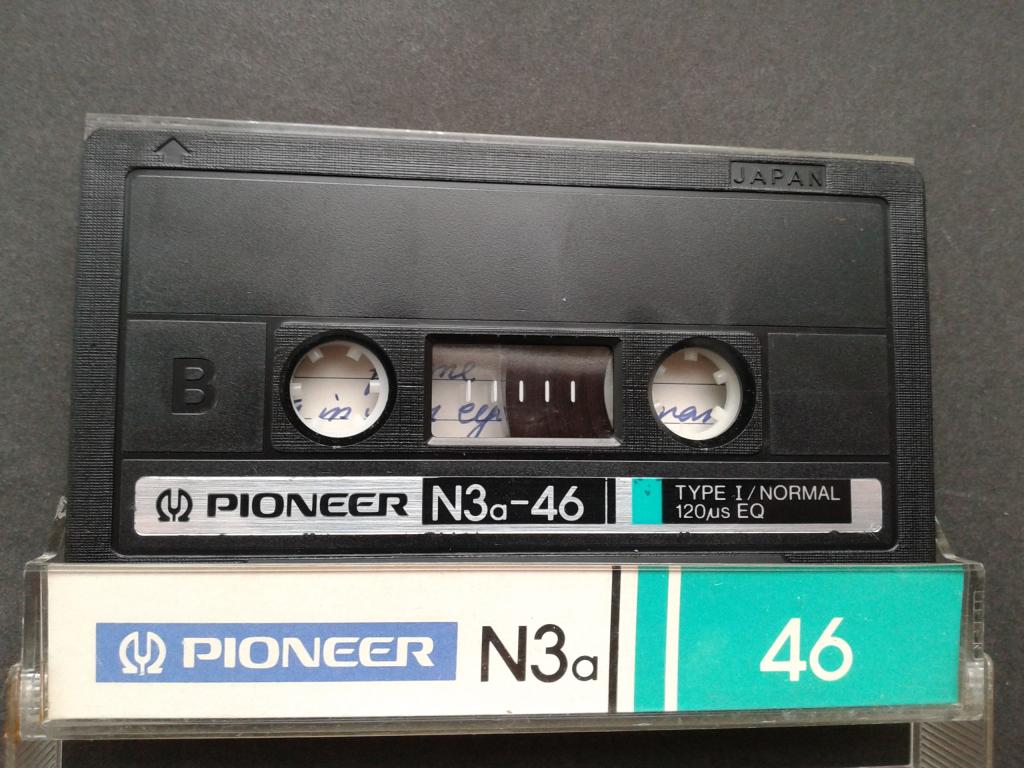 JAPAN
B
PIONEER N3a-46 TYPE I/NORMAL
120µs EQ
PIONEER N3a 46